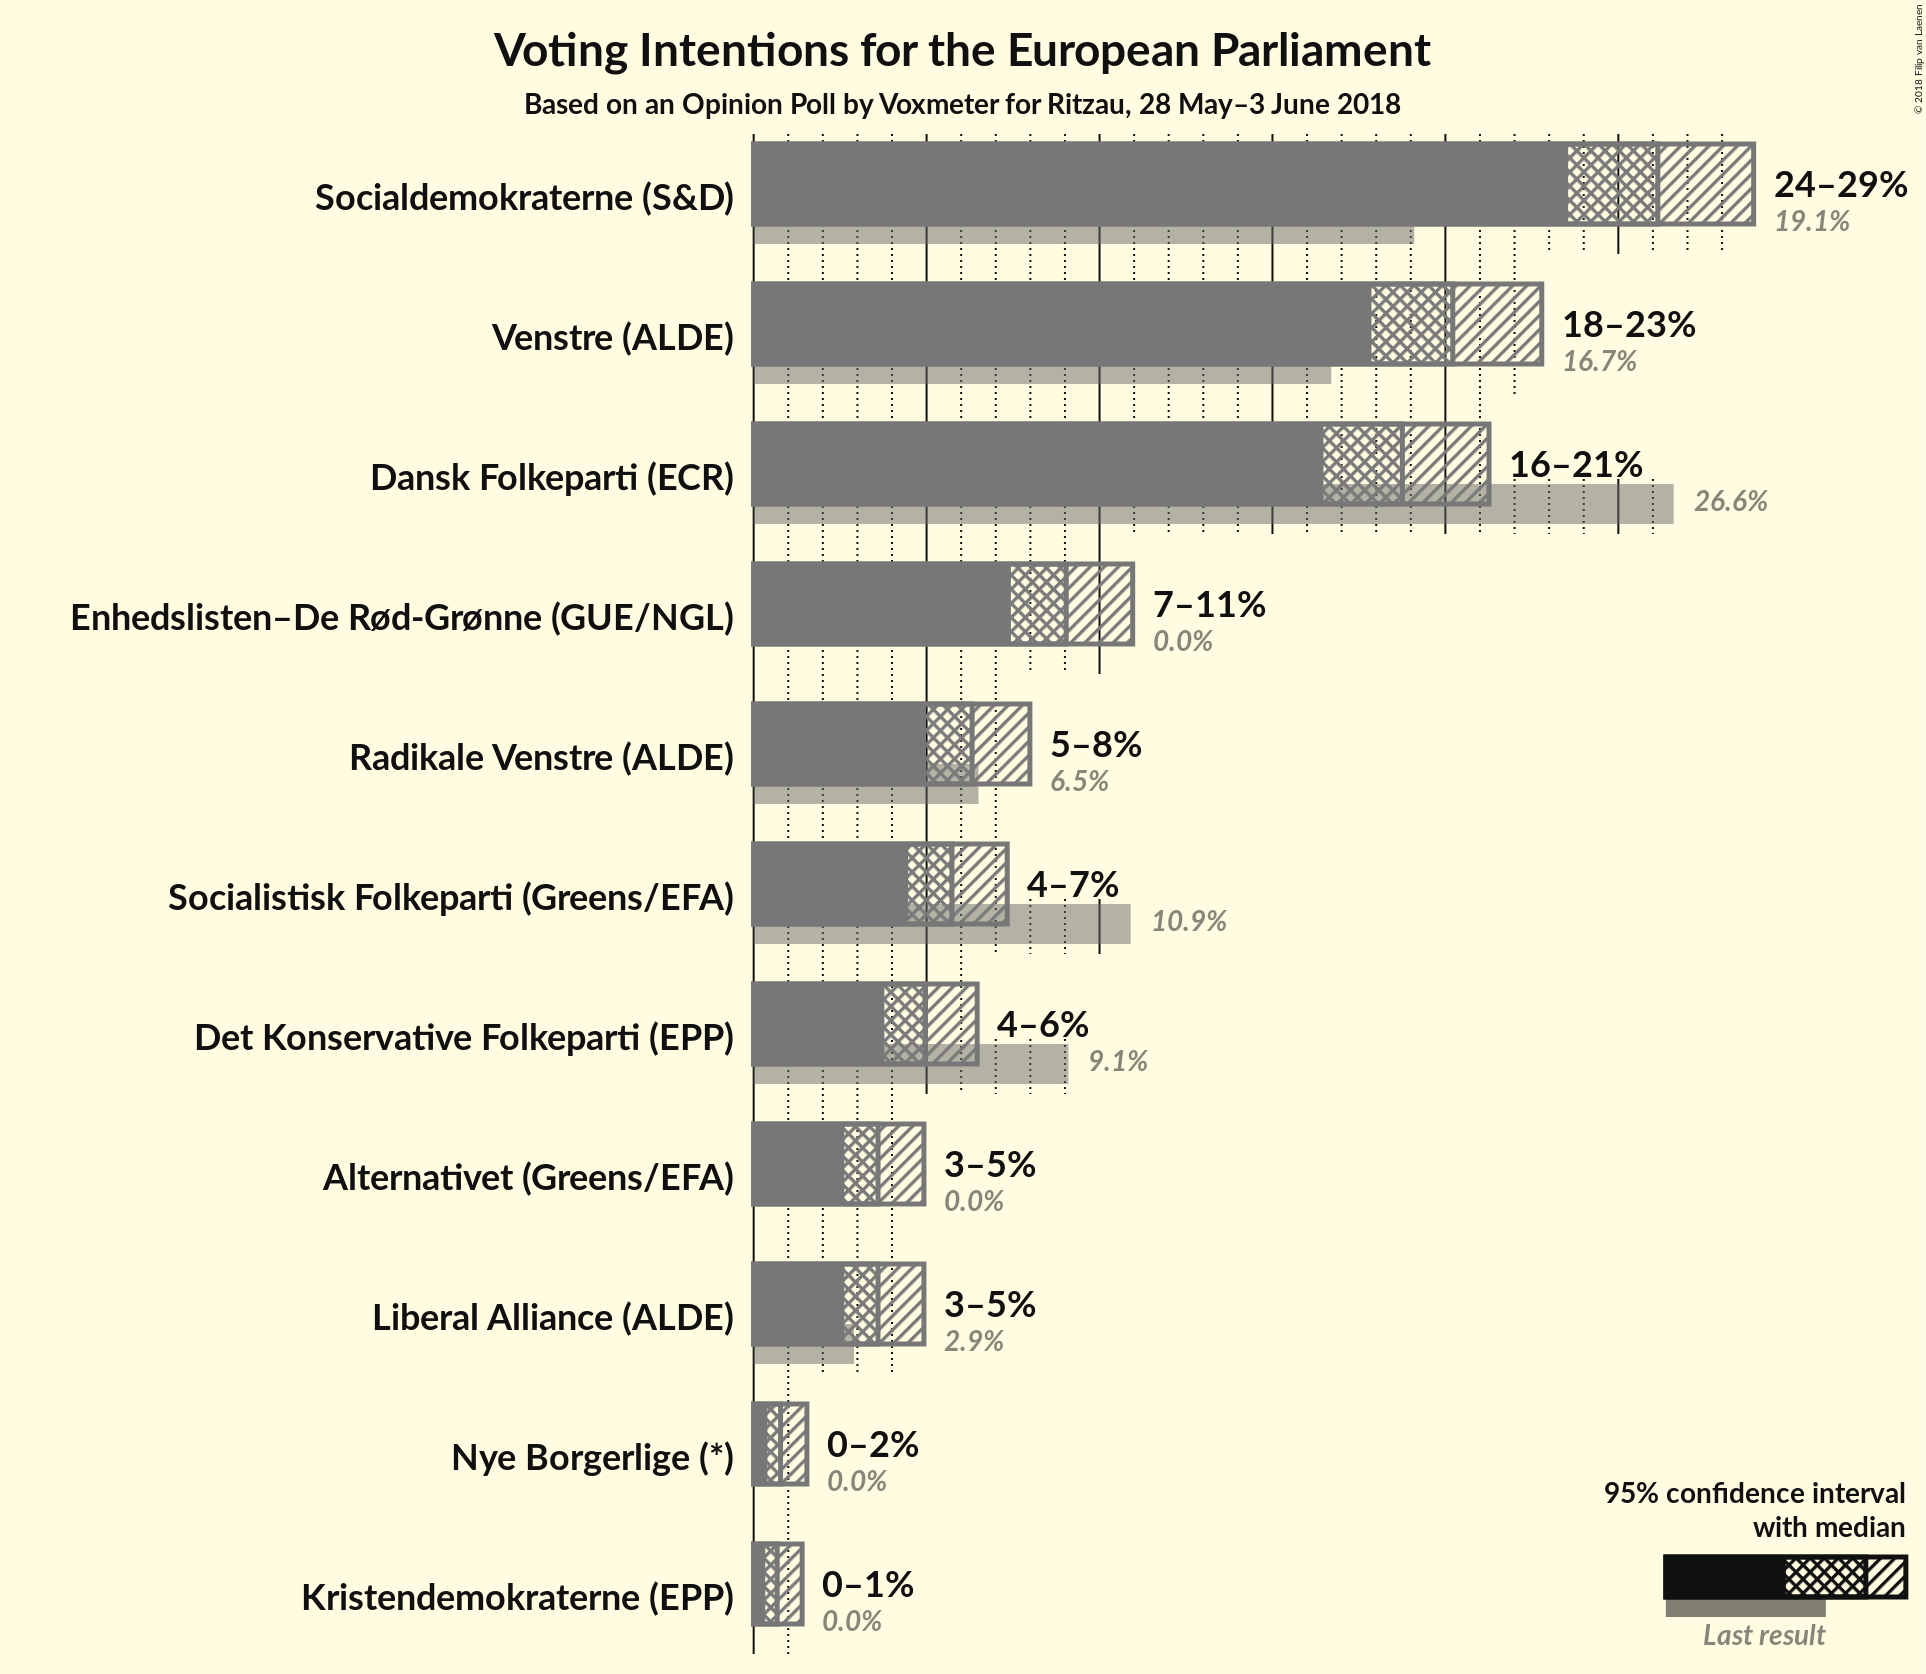 Voting Intentions for the European Parliament
Based on an Opinion Poll by Voxmeter for Ritzau, 28 May–3 June 2018
© 2018 Filip van Laenen
Socialdemokraterne (S&D)
24–29%
19.1%
Venstre (ALDE)
18–23%
16.7%
Dansk Folkeparti (ECR)
16–21%
26.6%
Enhedslisten–De Rød-Grønne (GUE/NGL)
7–11%
0.0%
Radikale Venstre (ALDE)
5–8%
6.5%
Socialistisk Folkeparti (Greens/EFA)
4–7%
10.9%
Det Konservative Folkeparti (EPP)
4–6%
9.1%
Alternativet (Greens/EFA)
3–5%
0.0%
Liberal Alliance (ALDE)
3–5%
2.9%
Nye Borgerlige (*)
0–2%
0.0%
Kristendemokraterne (EPP)
0–1%
0.0%
95% confidence interval
with median
Last result